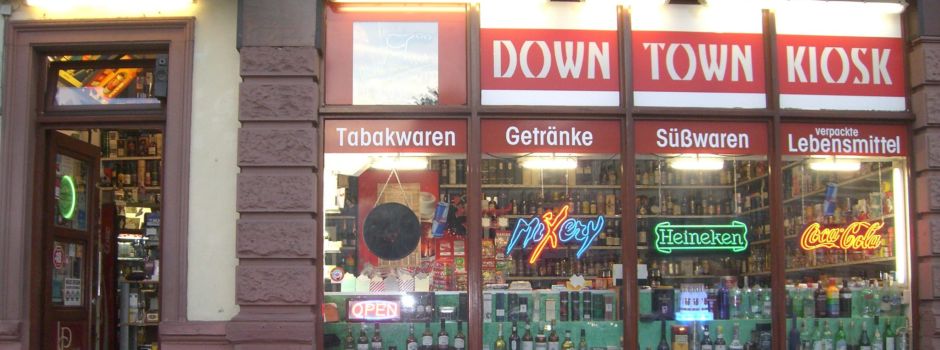 DOWN TOWN KIOSK
Tabakwaren
Getränke
Süßwaren
verpackte
Lebensmittel
MiXery
Heineken
Coca-Cola
OPEN